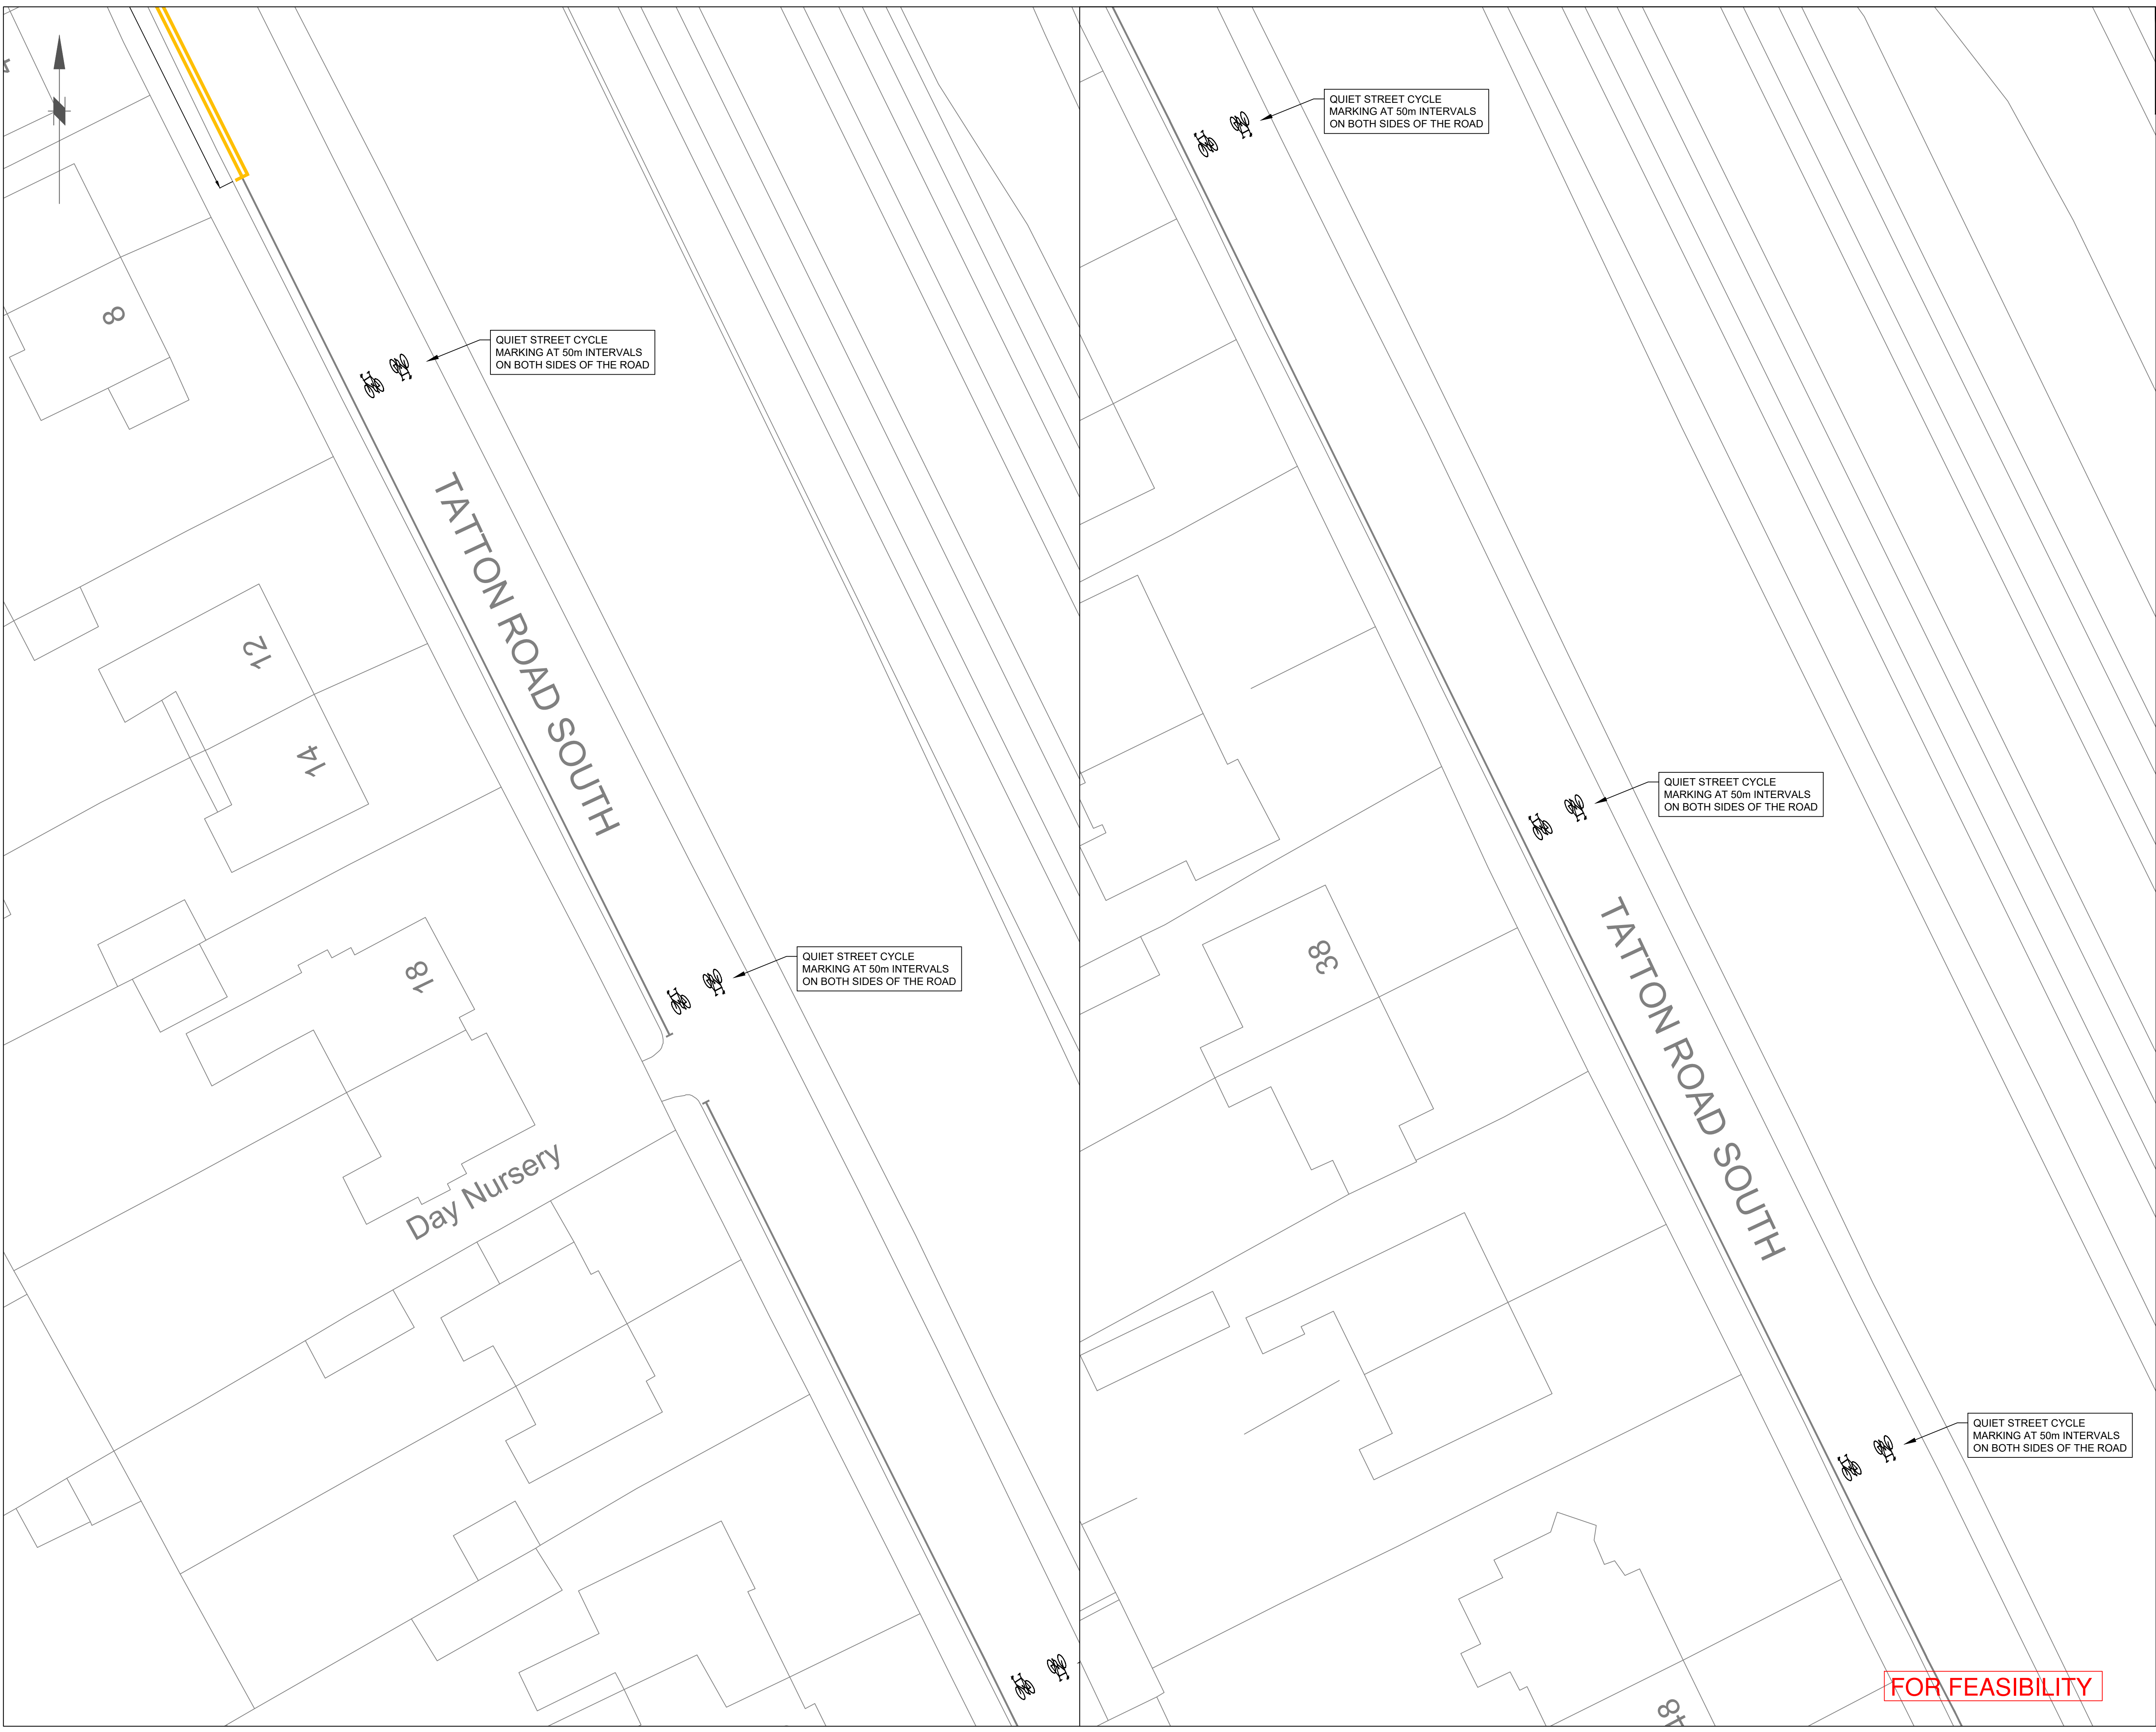 8
QUIET STREET CYCLE
MARKING AT 50m INTERVALS
ON BOTH SIDES OF THE ROAD
TATTON ROAD SOUTH
12
14
18
QUIET STREET CYCLE
MARKING AT 50m INTERVALS
ON BOTH SIDES OF THE ROAD
Day Nursery
QUIET STREET CYCLE
MARKING AT 50m INTERVALS
ON BOTH SIDES OF THE ROAD
QUIET STREET CYCLE
MARKING AT 50m INTERVALS
ON BOTH SIDES OF THE ROAD
38
TATTON ROAD SOUTH
QUIET STREET CYCLE
MARKING AT 50m INTERVALS
ON BOTH SIDES OF THE ROAD
48
FOR FEASIBILITY